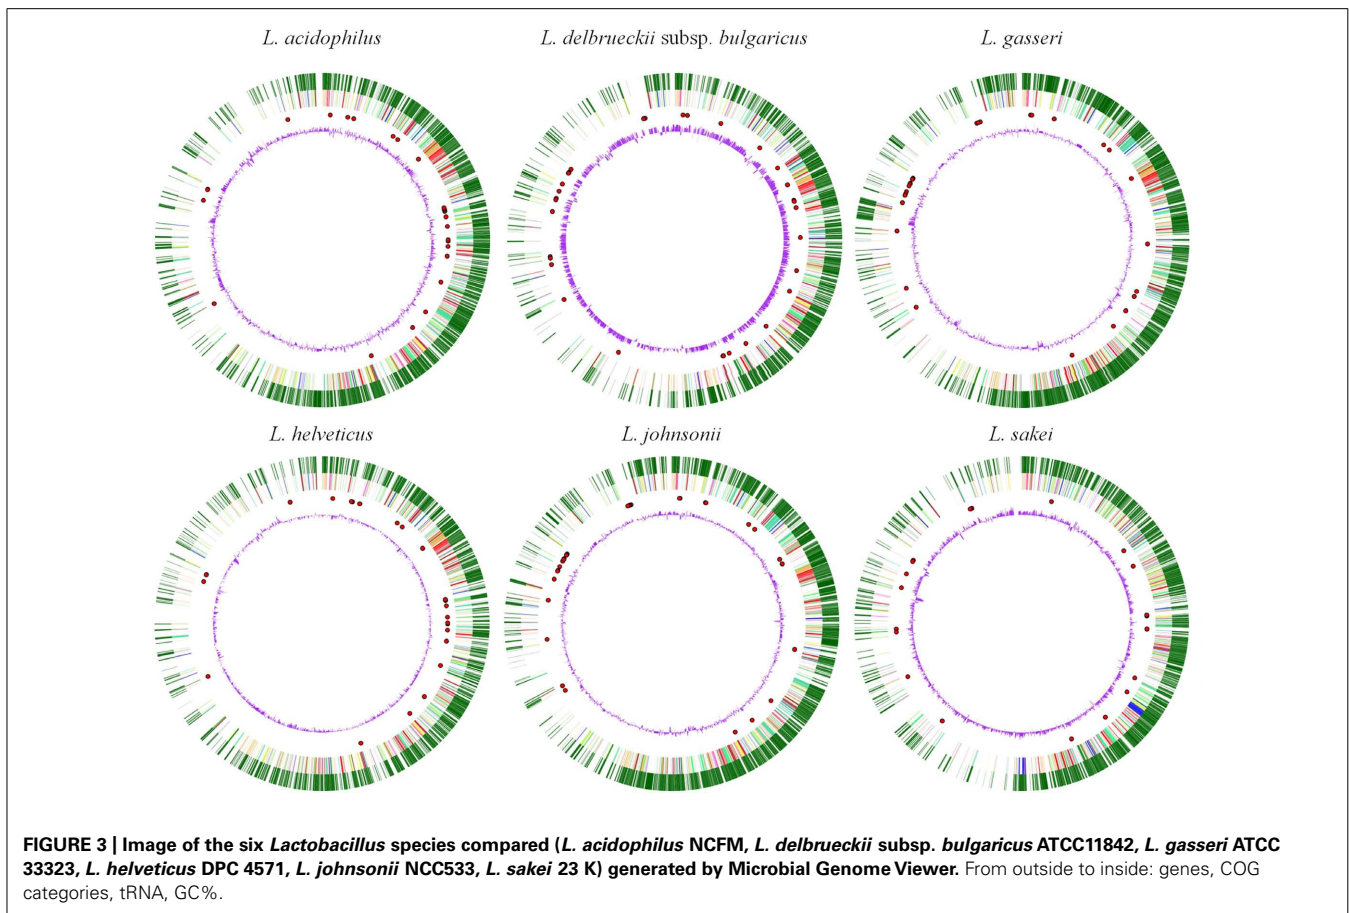 L. acidophilus
L. delbrueckii subsp. bulgaricus
L. gasseri
L. helveticus
L. johnsonii
L. sakei
FIGURE 3 | Image of the six Lactobacillus species compared (L. acidophilus NCFM, L. delbrueckii subsp. bulgaricus ATCC11842, L. gasseri ATCC
33323, L. helveticus DPC 4571, L. johnsonii NCC533, L. sakei 23 K) generated by Microbial Genome Viewer. From outside to inside: genes, COG
categories, tRNA, GC%.